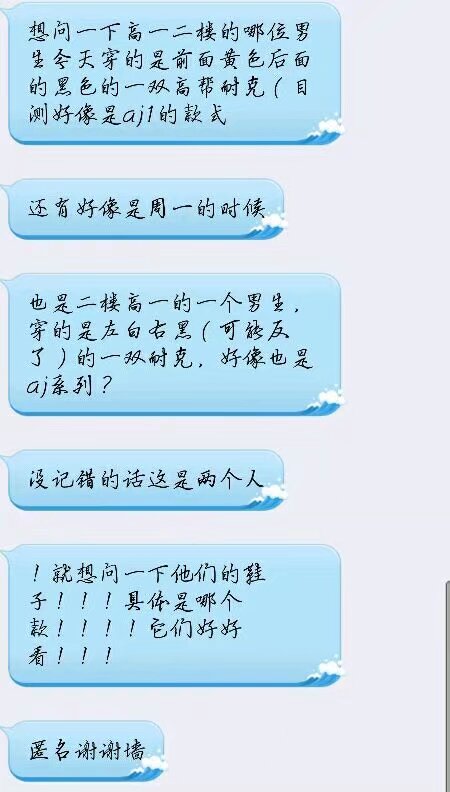 想问一下高一二楼的哪位男
生今天穿的是前面黄色后面
的黑色的一双高帮耐克(目
测好像是aj1的款式
还有好像是周一的时候
也是二楼高一的一个男生,
穿的是左白右黑(可能反
了)的一双耐克,好像也是
aj系列?
没记错的话这是两个人
!就想问一下他们的鞋
子!!!具体是哪个
款!!!!它们好好
看!!!
匿名谢谢墙